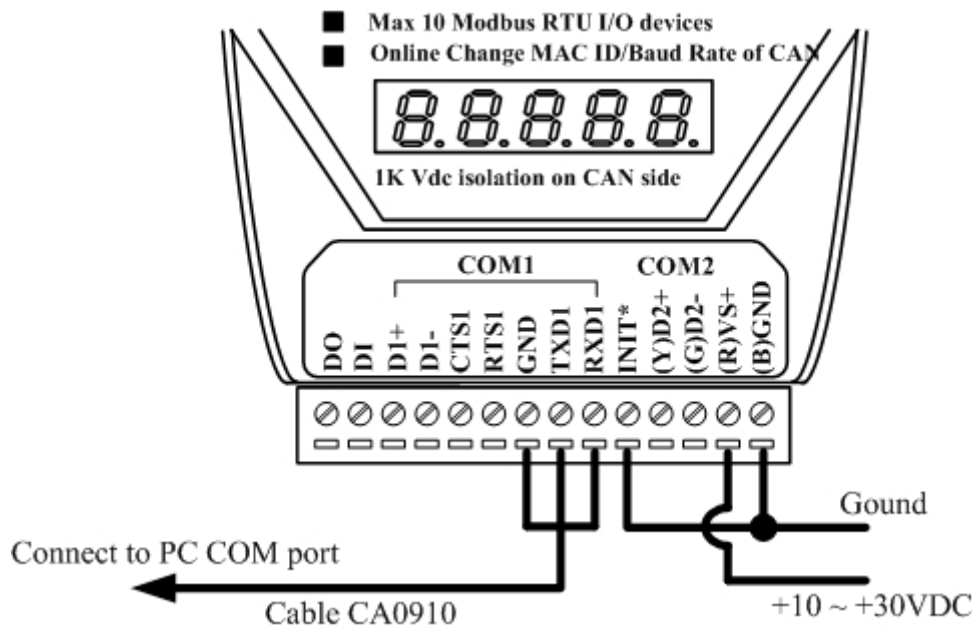 Max 10 Modbus RTU I/O devices
Online Change MAC ID/Baud Rate of CAN
8.8.8.8.8.
1K Vdc isolation on CAN side
COM1
COM2
DO
DI
D1+
D1-
CTS1
RTS1
GND
TXD1
RXD1
INIT*
(Y)D2+
(G)D2-
(R)VS+
(B)GND
Gound
Connect to PC COM port
Cable CA0910
+10 ~ +30VDC